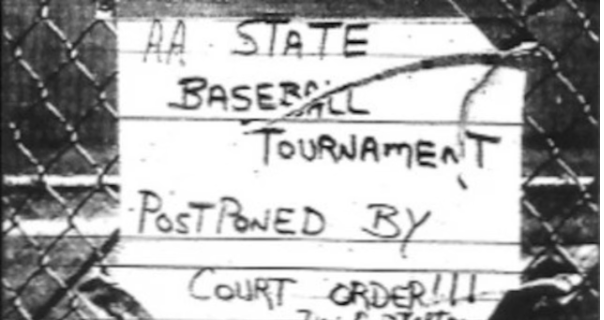 AA STATE
BASEBALL
TOURNAMENT
POSTPONED BY
COURT ORDER!!!